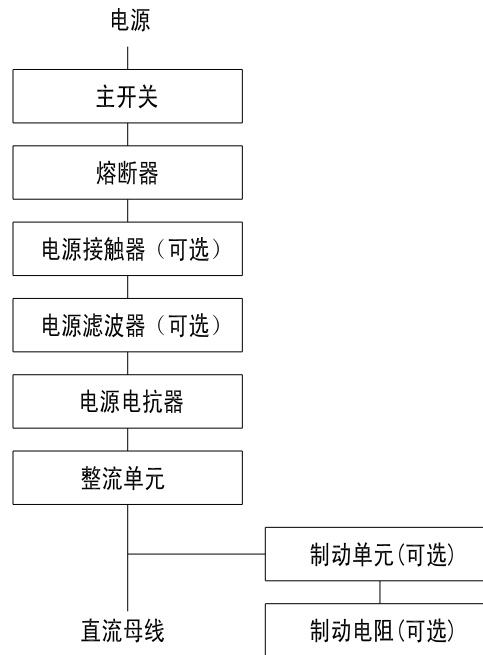 电源
主开关
熔断器
电源接触器（可选）
电源滤波器（可选）
电源电抗器
整流单元
制动单元(可选)
直流母线
制动电阻(可选)